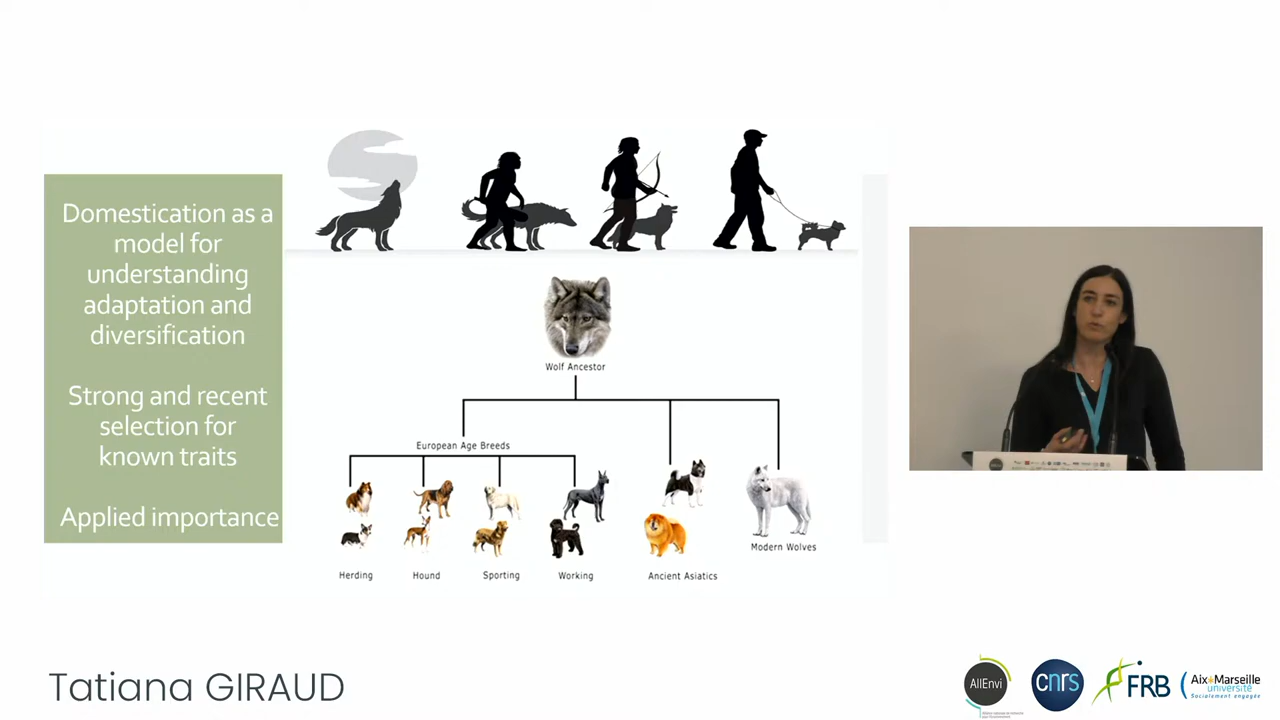 Domestication as a
model for
understanding
adaptation and
diversification
Strong and recent
selection for
known traits
Applied importance
Wolf Ancestor
European Age Breeds
Modern Wolves
Herding
Hound
Sporting
Working
Ancient Asiatics
Tatiana GIRAUD
AllEnvi
cnrs
FRB
Aix*Marseille
université
Socialement engagée